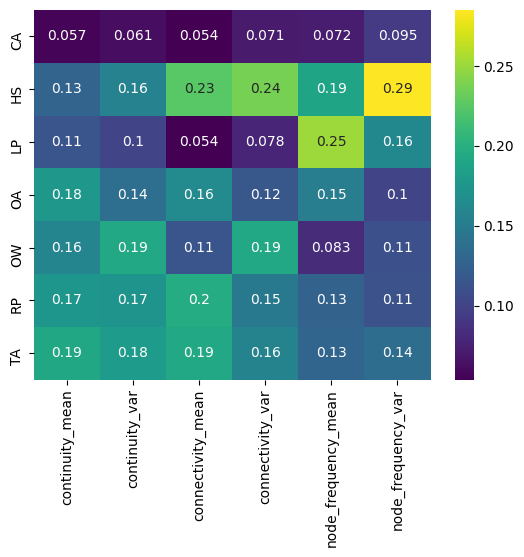 CA 0.057 0.061 0.054 0.071 0.072 0.095
HS 0.13 0.16 0.23 0.24 0.19 0.29
LP 0.11 0.1 0.054 0.078 0.25 0.16
OA 0.18 0.14 0.16 0.12 0.15 0.1
OW 0.16 0.19 0.11 0.19 0.083 0.11
RP 0.17 0.17 0.2 0.15 0.13 0.11
TA 0.19 0.18 0.19 0.16 0.13 0.14
continuity_mean
continuity_var
connectivity_mean
connectivity_var
node_frequency_mean
node_frequency_var
0.25
0.20
0.15
0.10